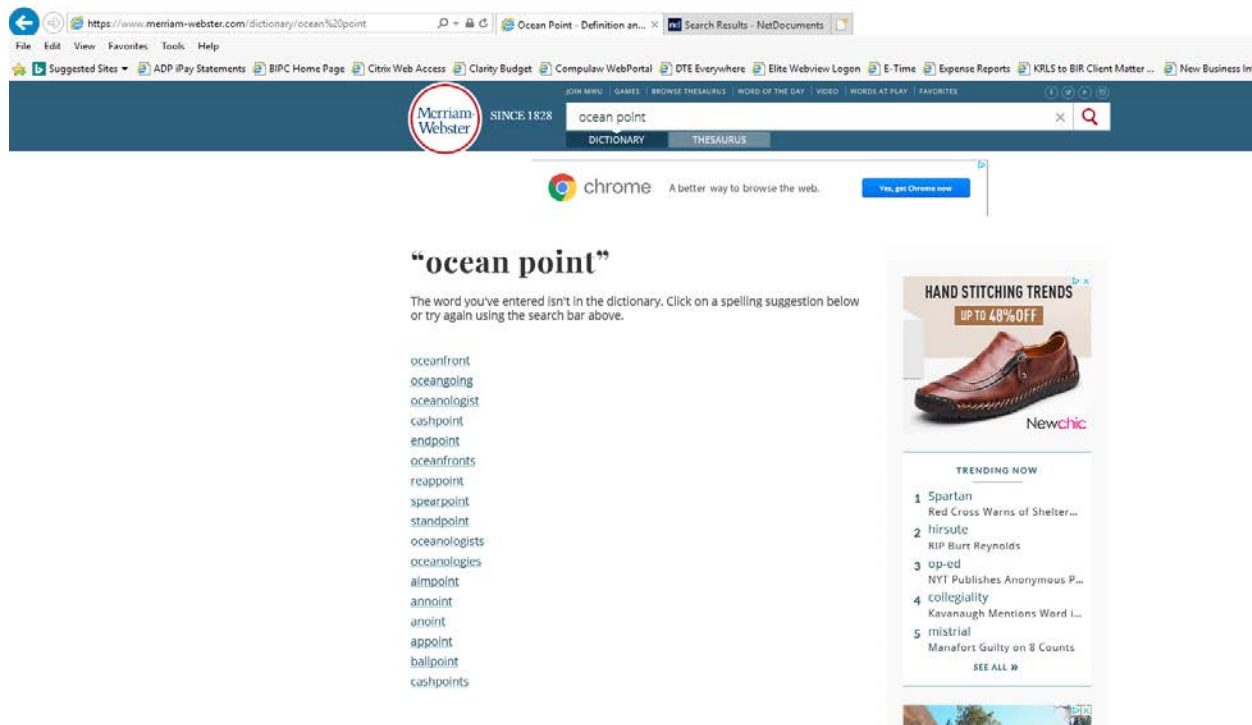 https://www.merriam-webster.com/dictionary/ocean%20point
Ocean Point - Definition an...
nd Search Results - NetDocuments
File Edit View Favorites Tools Help
Suggested Sites ADP iPay Statements BIPC Home Page Citrix Web Access Clarity Budget Compulaw WebPortal DTE Everywhere Elite Webview Logon E-Time Expense Reports KRLS to BIR Client Matter ... New Business In
JOIN MWU | GAMES | BROWSE THESAURUS | WORD OF THE DAY | VIDEO | WORDS AT PLAY | FAVORITES
Merriam-
Webster
SINCE 1828
ocean point
DICTIONARY THESAURUS
chrome
A better way to browse the web.
Yes, get Chrome now
“ocean point”
The word you've entered isn't in the dictionary. Click on a spelling suggestion below
or try again using the search bar above.
oceanfront
oceangoing
oceanologist
cashpoint
endpoint
oceanfronts
reappoint
spearpoint
standpoint
oceanologists
oceanologies
aimpoint
annoint
anoint
appoint
ballpoint
cashpoints
HAND STITCHING TRENDS
UP TO 48%OFF
Newchic
TRENDING NOW
1 Spartan
Red Cross Warns of Shelter...
2 hirsute
RIP Burt Reynolds
3 op-ed
NYT Publishes Anonymous P...
4 collegiality
Kavanaugh Mentions Word i...
5 mistrial
Manafort Guilty on 8 Counts
SEE ALL »